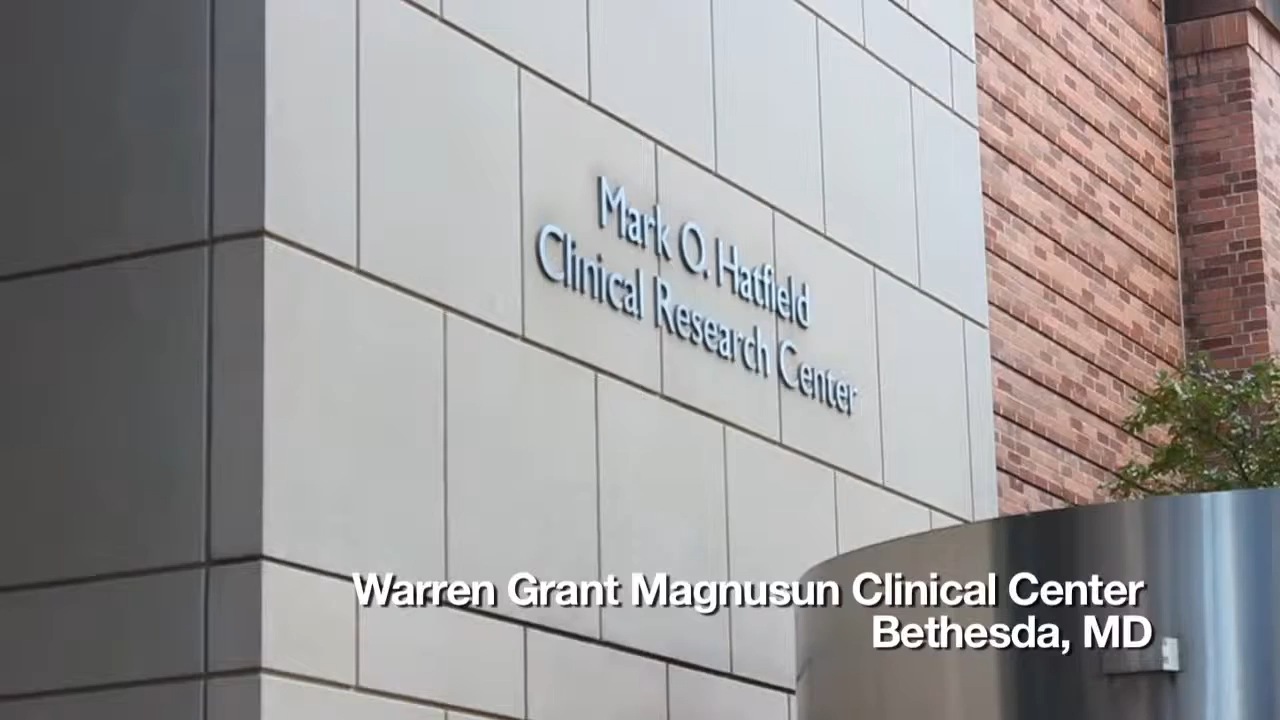 Mark O. Hatfield
Clinical Research Center
Warren Grant Magnusun Clinical Center
Bethesda, MD